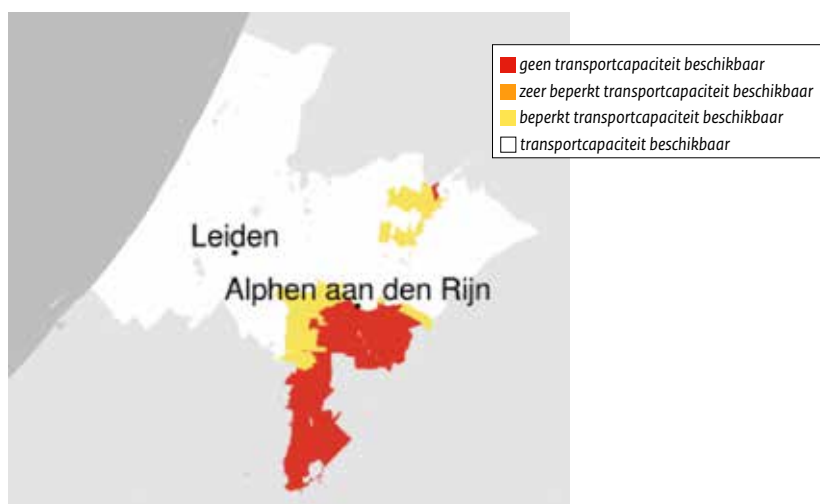 geen transportcapaciteit beschikbaar
zeer beperkt transportcapaciteit beschikbaar
beperkt transportcapaciteit beschikbaar
transportcapaciteit beschikbaar
Leiden
Alphen aan den Rijn